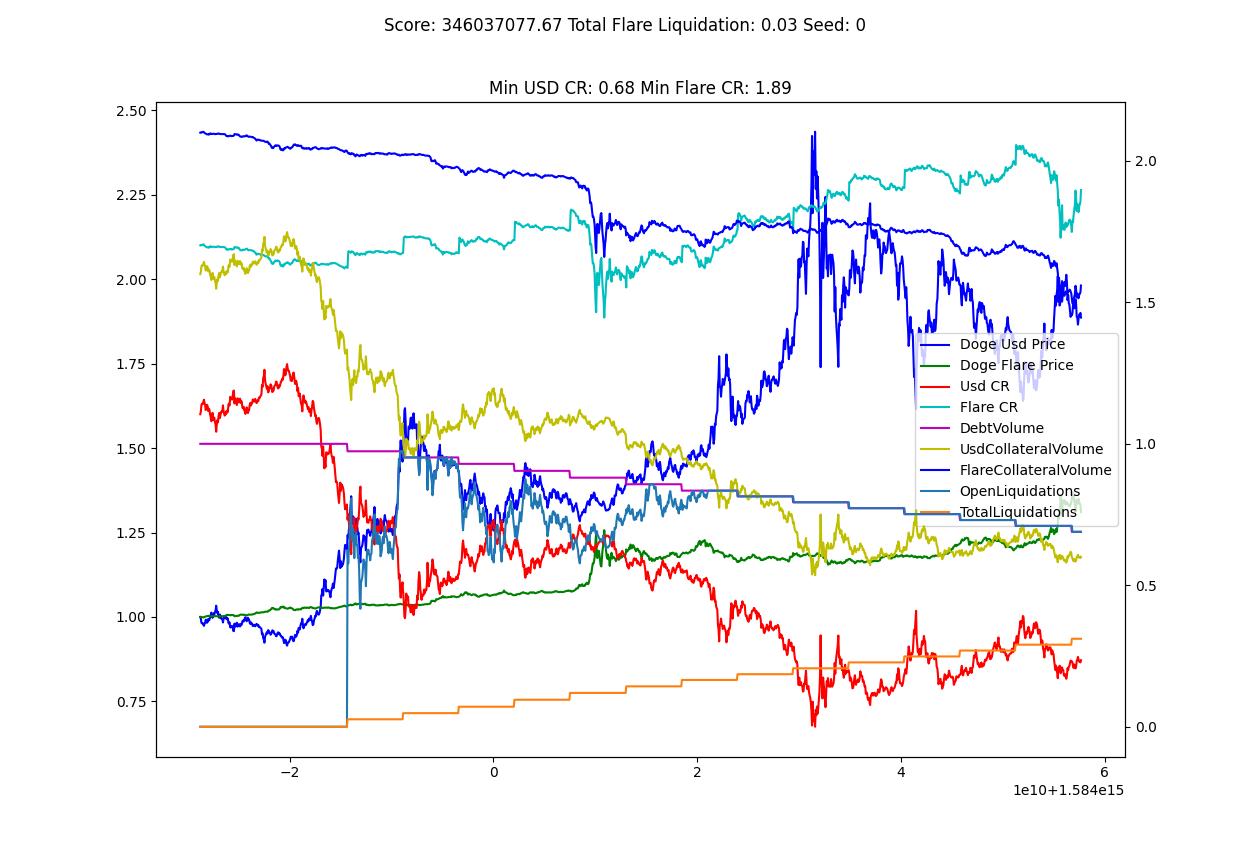 Score: 346037077.67 Total Flare Liquidation: 0.03 Seed: 0
Min USD CR: 0.68 Min Flare CR: 1.89
2.50
2.25
2.00
1.75
1.50
1.25
1.00
0.75
2.0
1.5
1.0
0.5
0.0
Doge Usd Price
Doge Flare Price
Usd CR
Flare CR
DebtVolume
UsdCollateralVolume
FlareCollateralVolume
OpenLiquidations
TotalLiquidations
−2 0 2 4 6
1e10+1.584e15